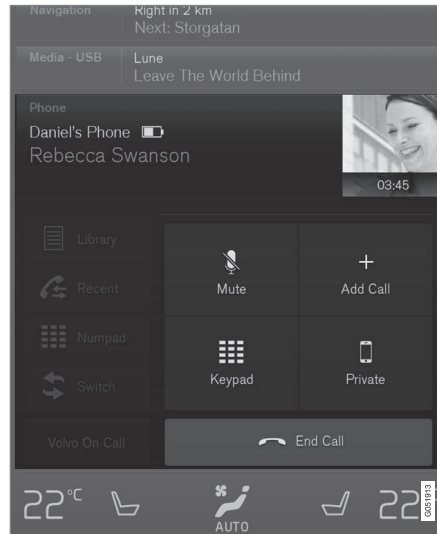 Navigation
Right in 2 km
Next: Storgatan
Media - USB
Lune
Leave The World Behind
Phone
Daniel's Phone
Rebecca Swanson
03:45
Library
Recent
Numpad
Switch
Volvo On Call
Mute
Add Call
Keypad
Private
End Call
22°C
AUTO
22
G051913